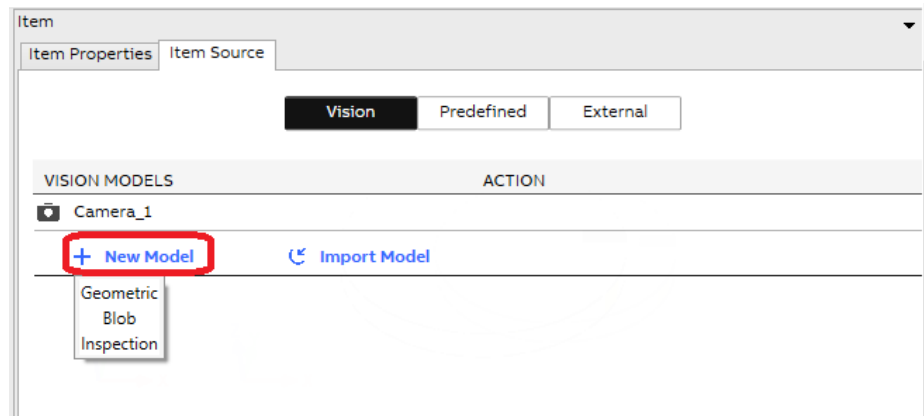 Item
Item Properties Item Source
Vision Predefined External
VISION MODELS ACTION
Camera_1
+ New Model Import Model
Geometric
Blob
Inspection